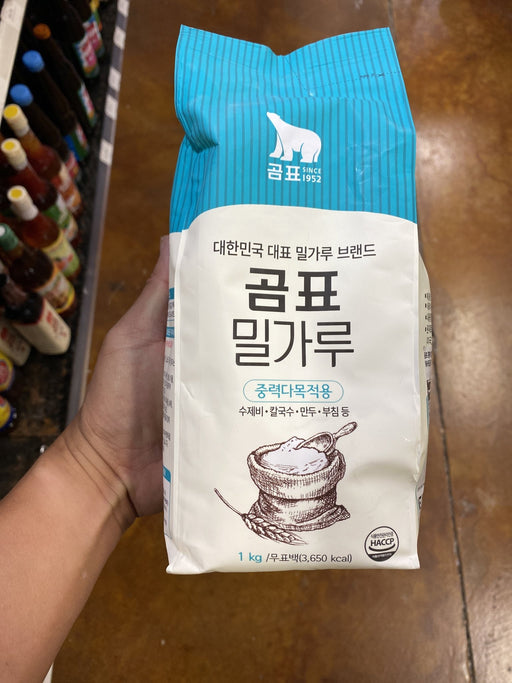 곰표 SINCE 1952
대한민국 대표 밀가루 브랜드
곰표
밀가루
중력다목적용
수제비•칼국수•만두•부침 등
1 kg /무표백(3,650 kcal)
HACCP